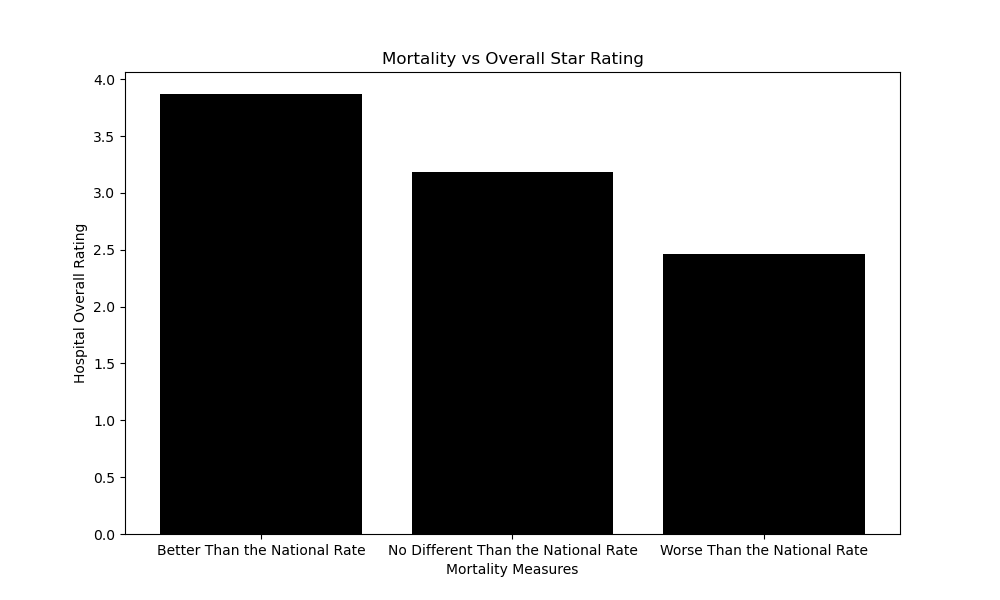 Mortality vs Overall Star Rating
Hospital Overall Rating
4.0
3.5
3.0
2.5
2.0
1.5
1.0
0.5
0.0
Better Than the National Rate
No Different Than the National Rate
Worse Than the National Rate
Mortality Measures